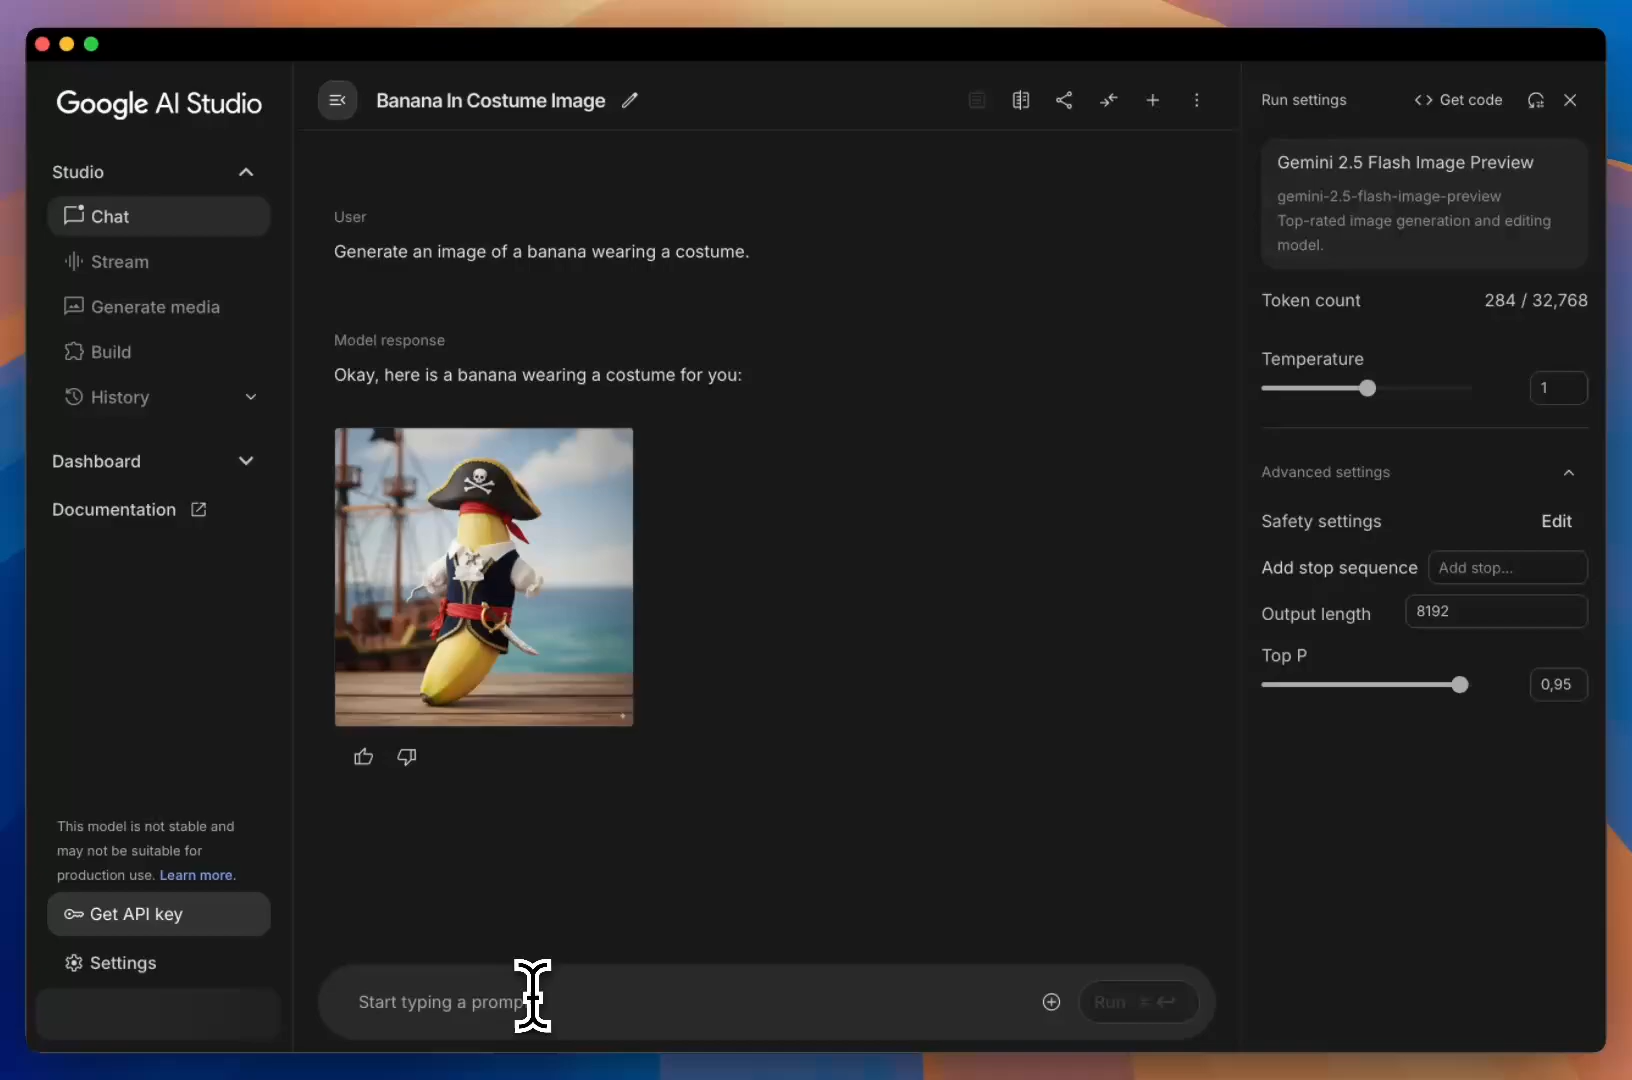 Google AI Studio
Studio
Chat
Stream
Generate media
Build
History
Dashboard
Documentation
This model is not stable and
may not be suitable for
production use. Learn more.
Get API key
Settings
Banana In Costume Image
User
Generate an image of a banana wearing a costume.
Model response
Okay, here is a banana wearing a costume for you:
Start typing a promp
Run
Run settings
Get code
Gemini 2.5 Flash Image Preview
gemini-2.5-flash-image-preview
Top-rated image generation and editing
model.
Token count 284 / 32,768
Temperature 1
Advanced settings
Safety settings Edit
Add stop sequence Add stop...
Output length 8192
Top P 0,95